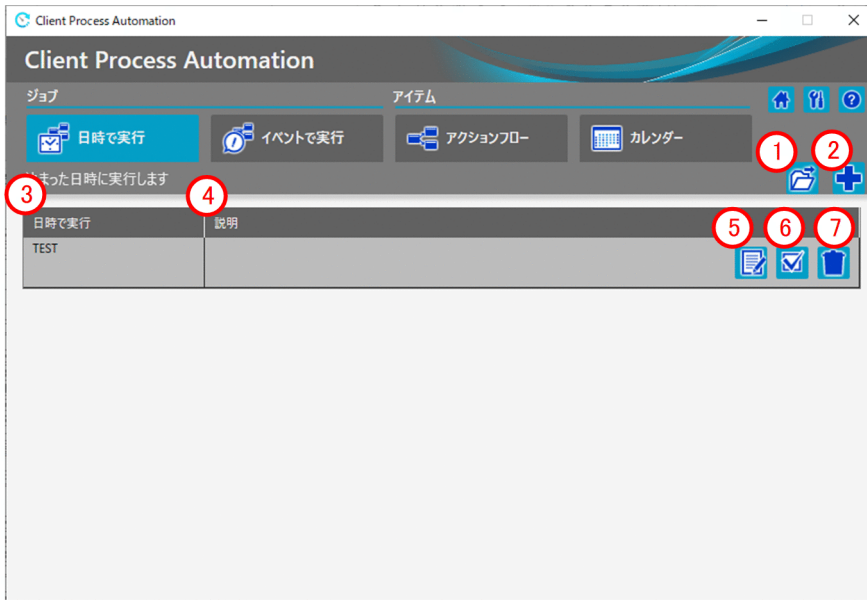 Client Process Automation
Client Process Automation
ジョブ
アイテム
日時で実行
イベントで実行
アクションフロー
カレンダー
?
1
2
まった日時に実行します
3
4
日時で実行
説明
5
6
7
TEST